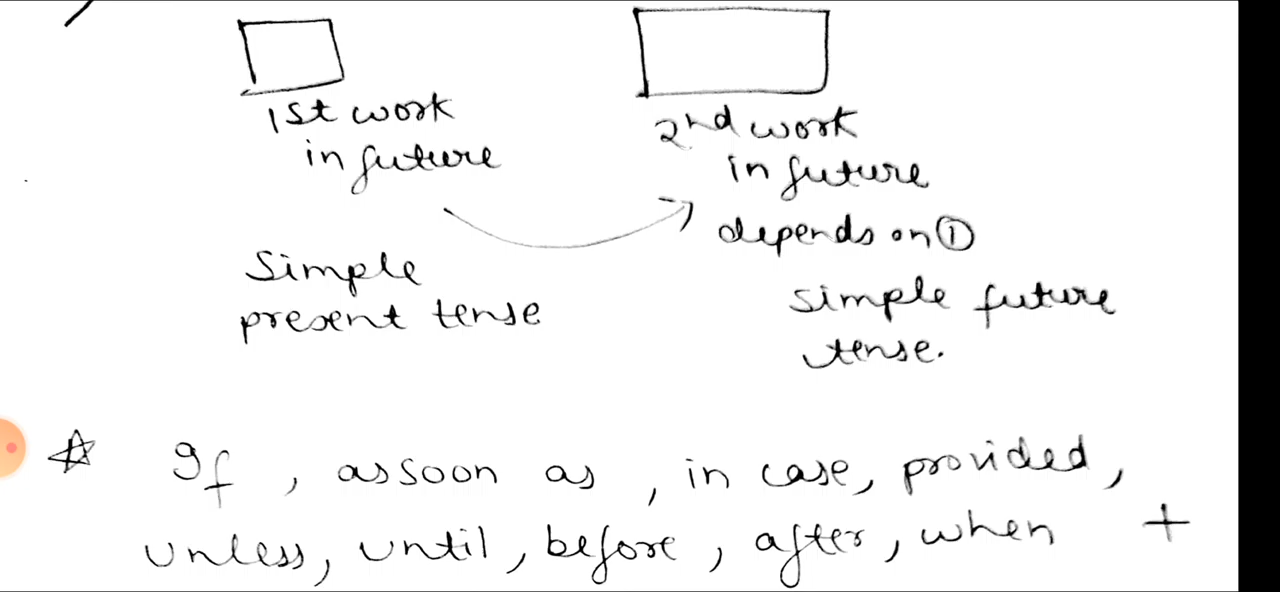 1st work
in future
Simple
present tense
2nd work
in future
depends on ①
simple future
tense.
☆ If, as soon as, in case, provided,
unless, until, before, after, when +